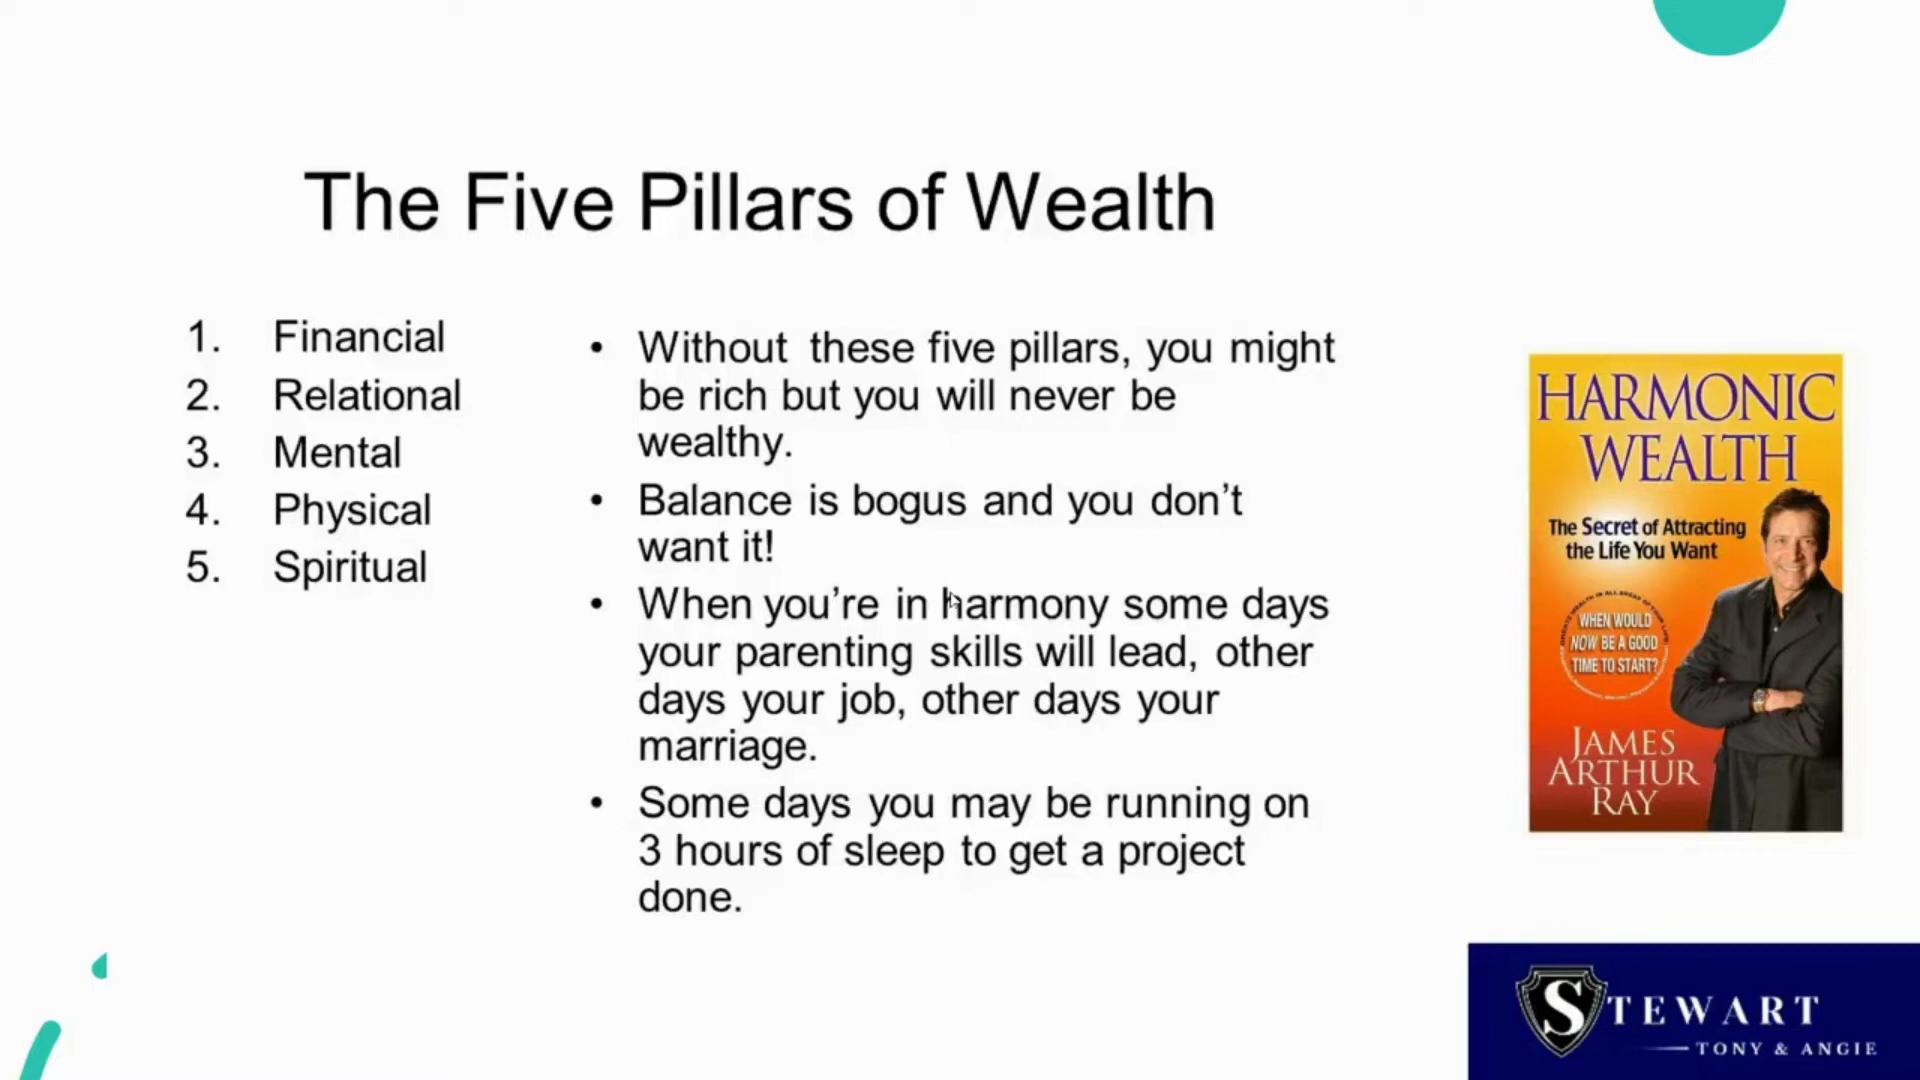 The Five Pillars of Wealth
1. Financial
2. Relational
3. Mental
4. Physical
5. Spiritual
• Without these five pillars, you might
be rich but you will never be
wealthy.
• Balance is bogus and you don’t
want it!
• When you’re in harmony some days
your parenting skills will lead, other
days your job, other days your
marriage.
• Some days you may be running on
3 hours of sleep to get a project
done.
HARMONIC
WEALTH
The Secret of Attracting
the Life You Want
WHEN WOULD
NOW BE A GOOD
TIME TO START?
JAMES
ARTHUR
RAY
STEWART
TONY & ANGIE